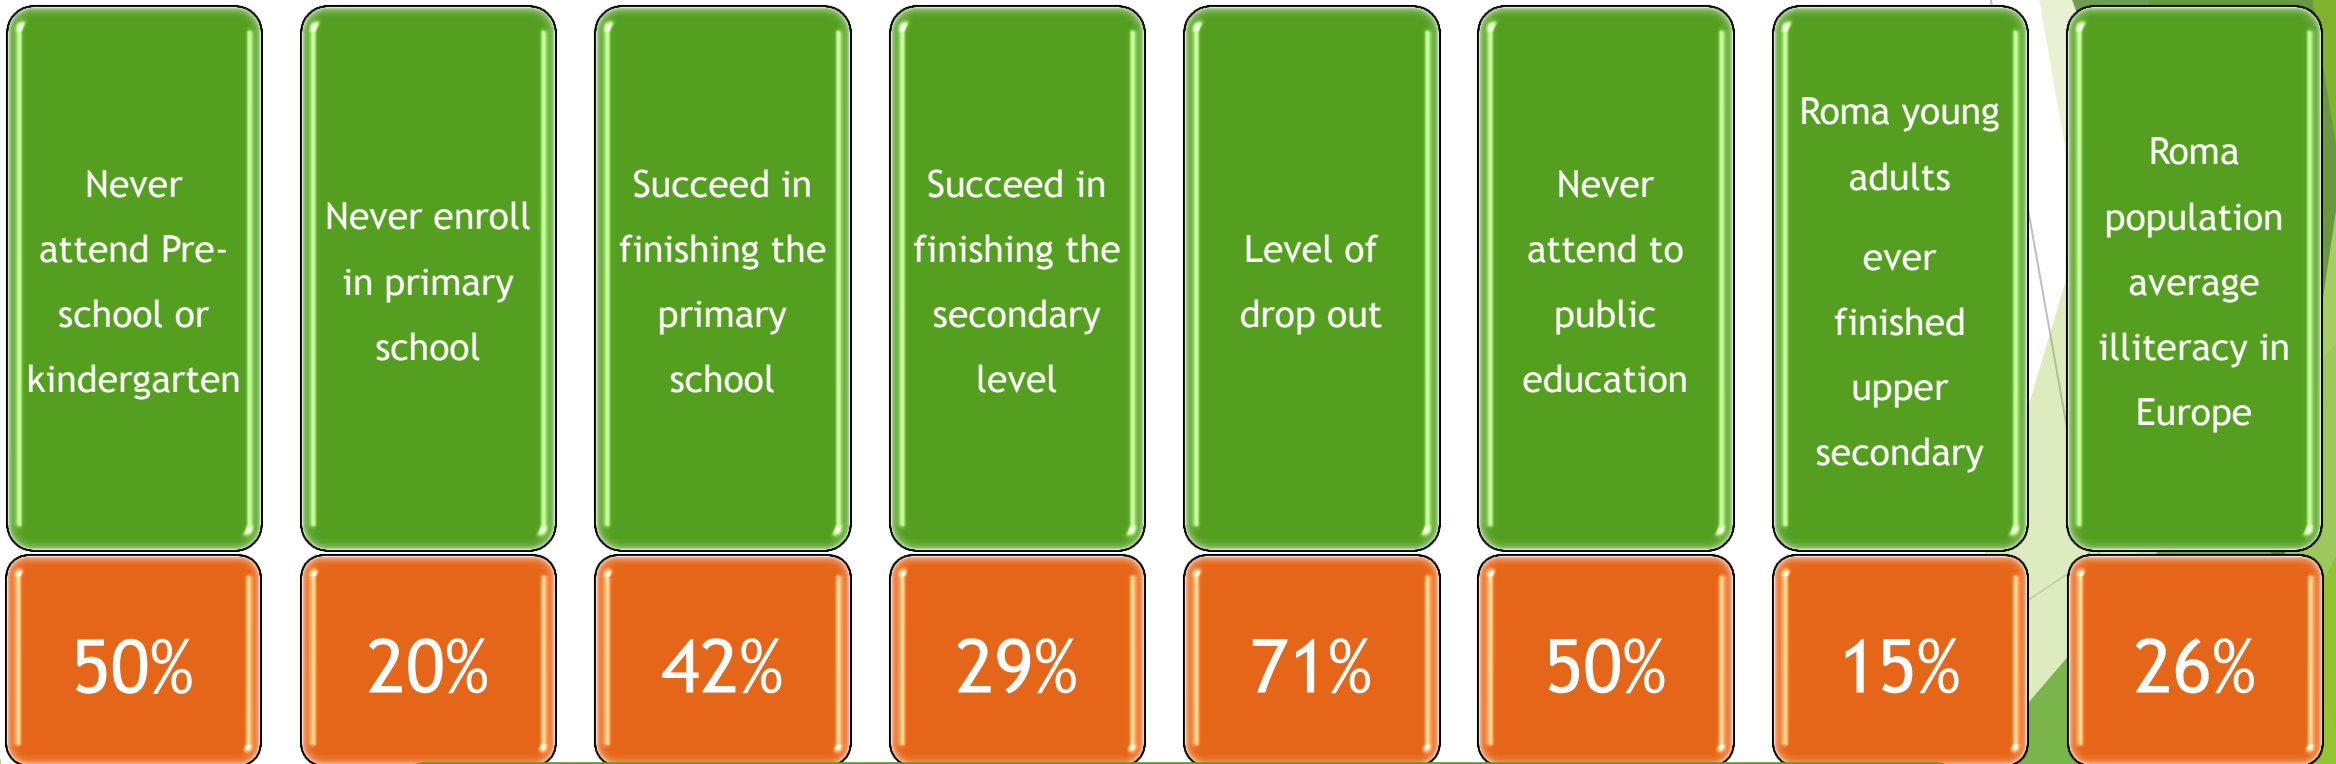 Never
attend Pre-
school or
kindergarten
50%
Never enroll
in primary
school
20%
Succeed in
finishing the
primary
school
42%
Succeed in
finishing the
secondary
level
29%
Level of
drop out
71%
Never
attend to
public
education
50%
Roma young
adults
ever
finished
upper
secondary
15%
Roma
population
average
illiteracy in
Europe
26%